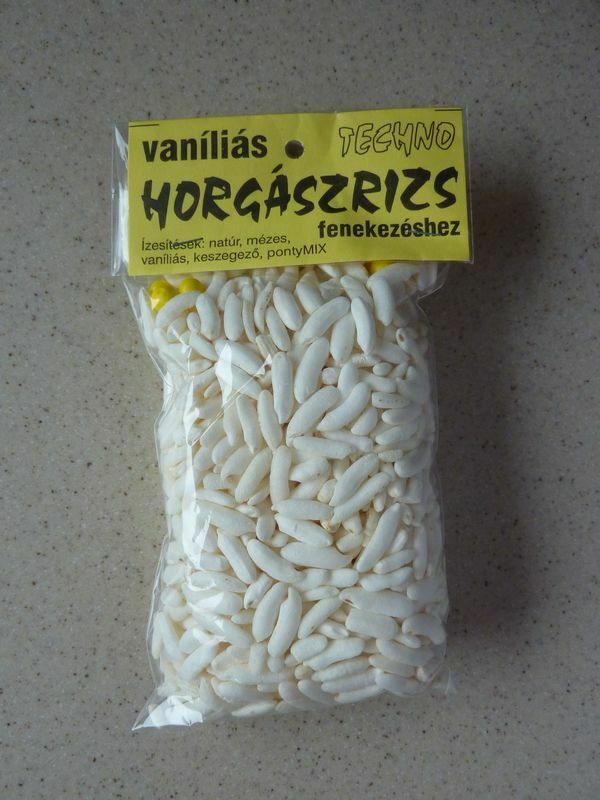 vaníliás TECHNO
HORGÁSZRIZS
fenekezéshez
Ízesítések: natúr, mézes,
vaníliás, keszegező, pontyMIX